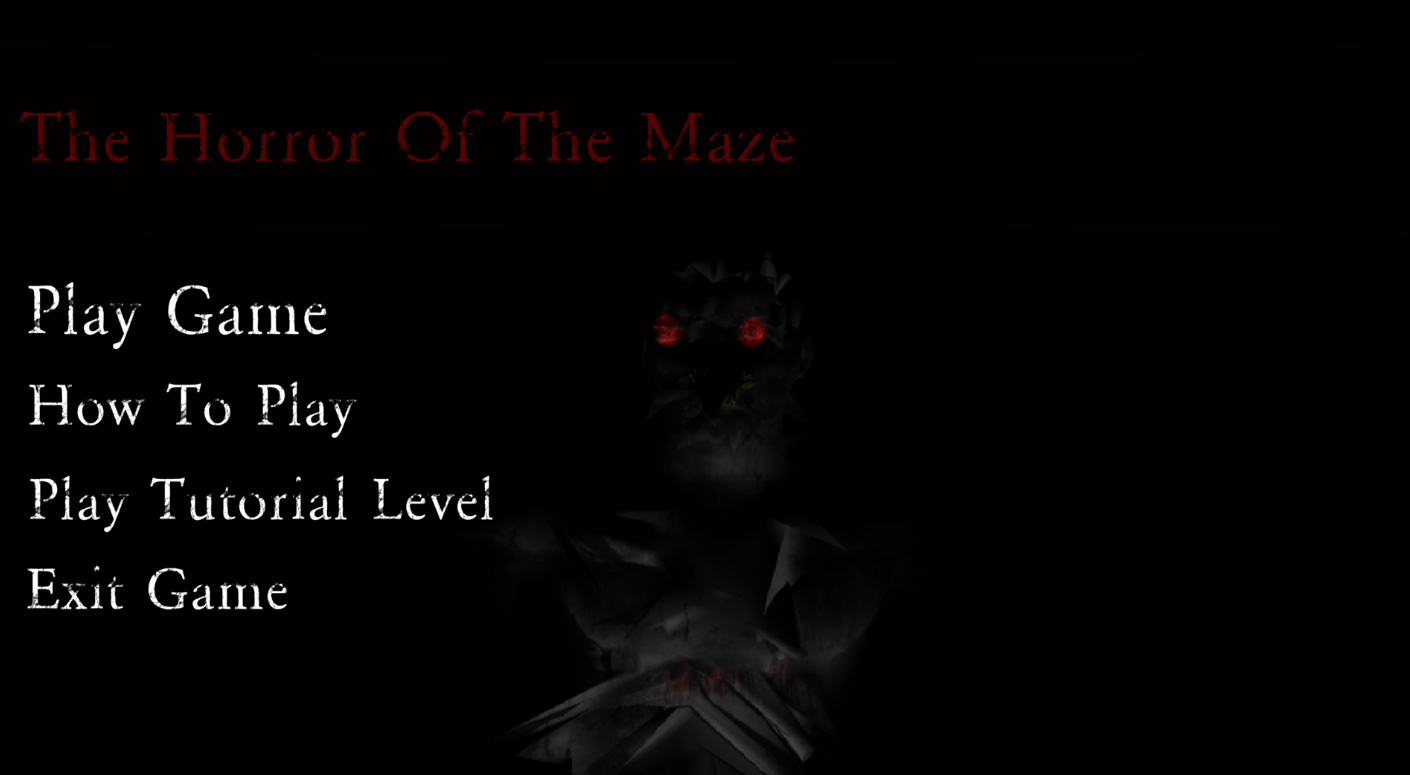 The Horror Of The Maze
Play Game
How To Play
Play Tutorial Level
Exit Game